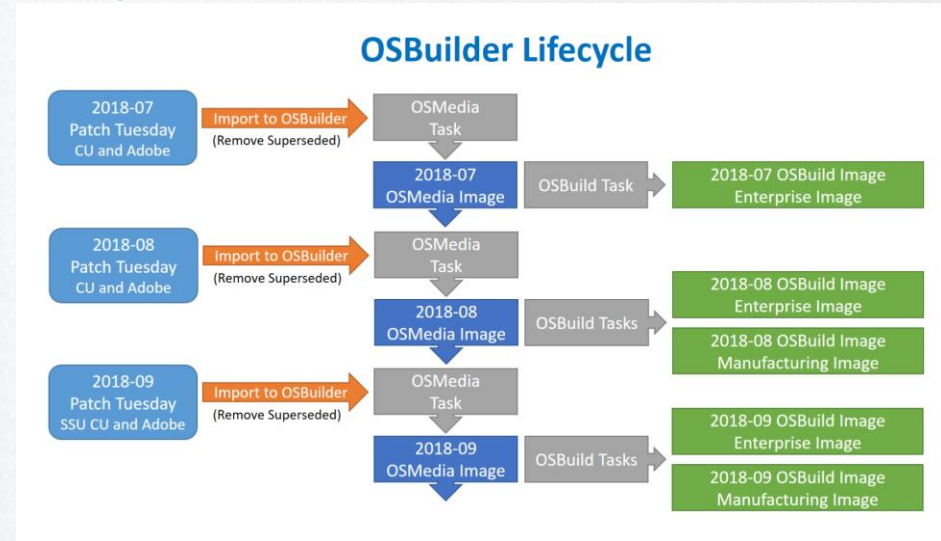 OSBuilder Lifecycle
2018-07
Patch Tuesday
CU and Adobe
Import to OSBuilder
(Remove Superseded)
OSMedia
Task
2018-07
OSMedia Image
OSBuild Task
2018-07 OSBuild Image
Enterprise Image
2018-08
Patch Tuesday
CU and Adobe
Import to OSBuilder
(Remove Superseded)
OSMedia
Task
2018-08
OSMedia Image
OSBuild Tasks
2018-08 OSBuild Image
Enterprise Image
2018-08 OSBuild Image
Manufacturing Image
2018-09
Patch Tuesday
SSU CU and Adobe
Import to OSBuilder
(Remove Superseded)
OSMedia
Task
2018-09
OSMedia Image
OSBuild Tasks
2018-09 OSBuild Image
Enterprise Image
2018-09 OSBuild Image
Manufacturing Image